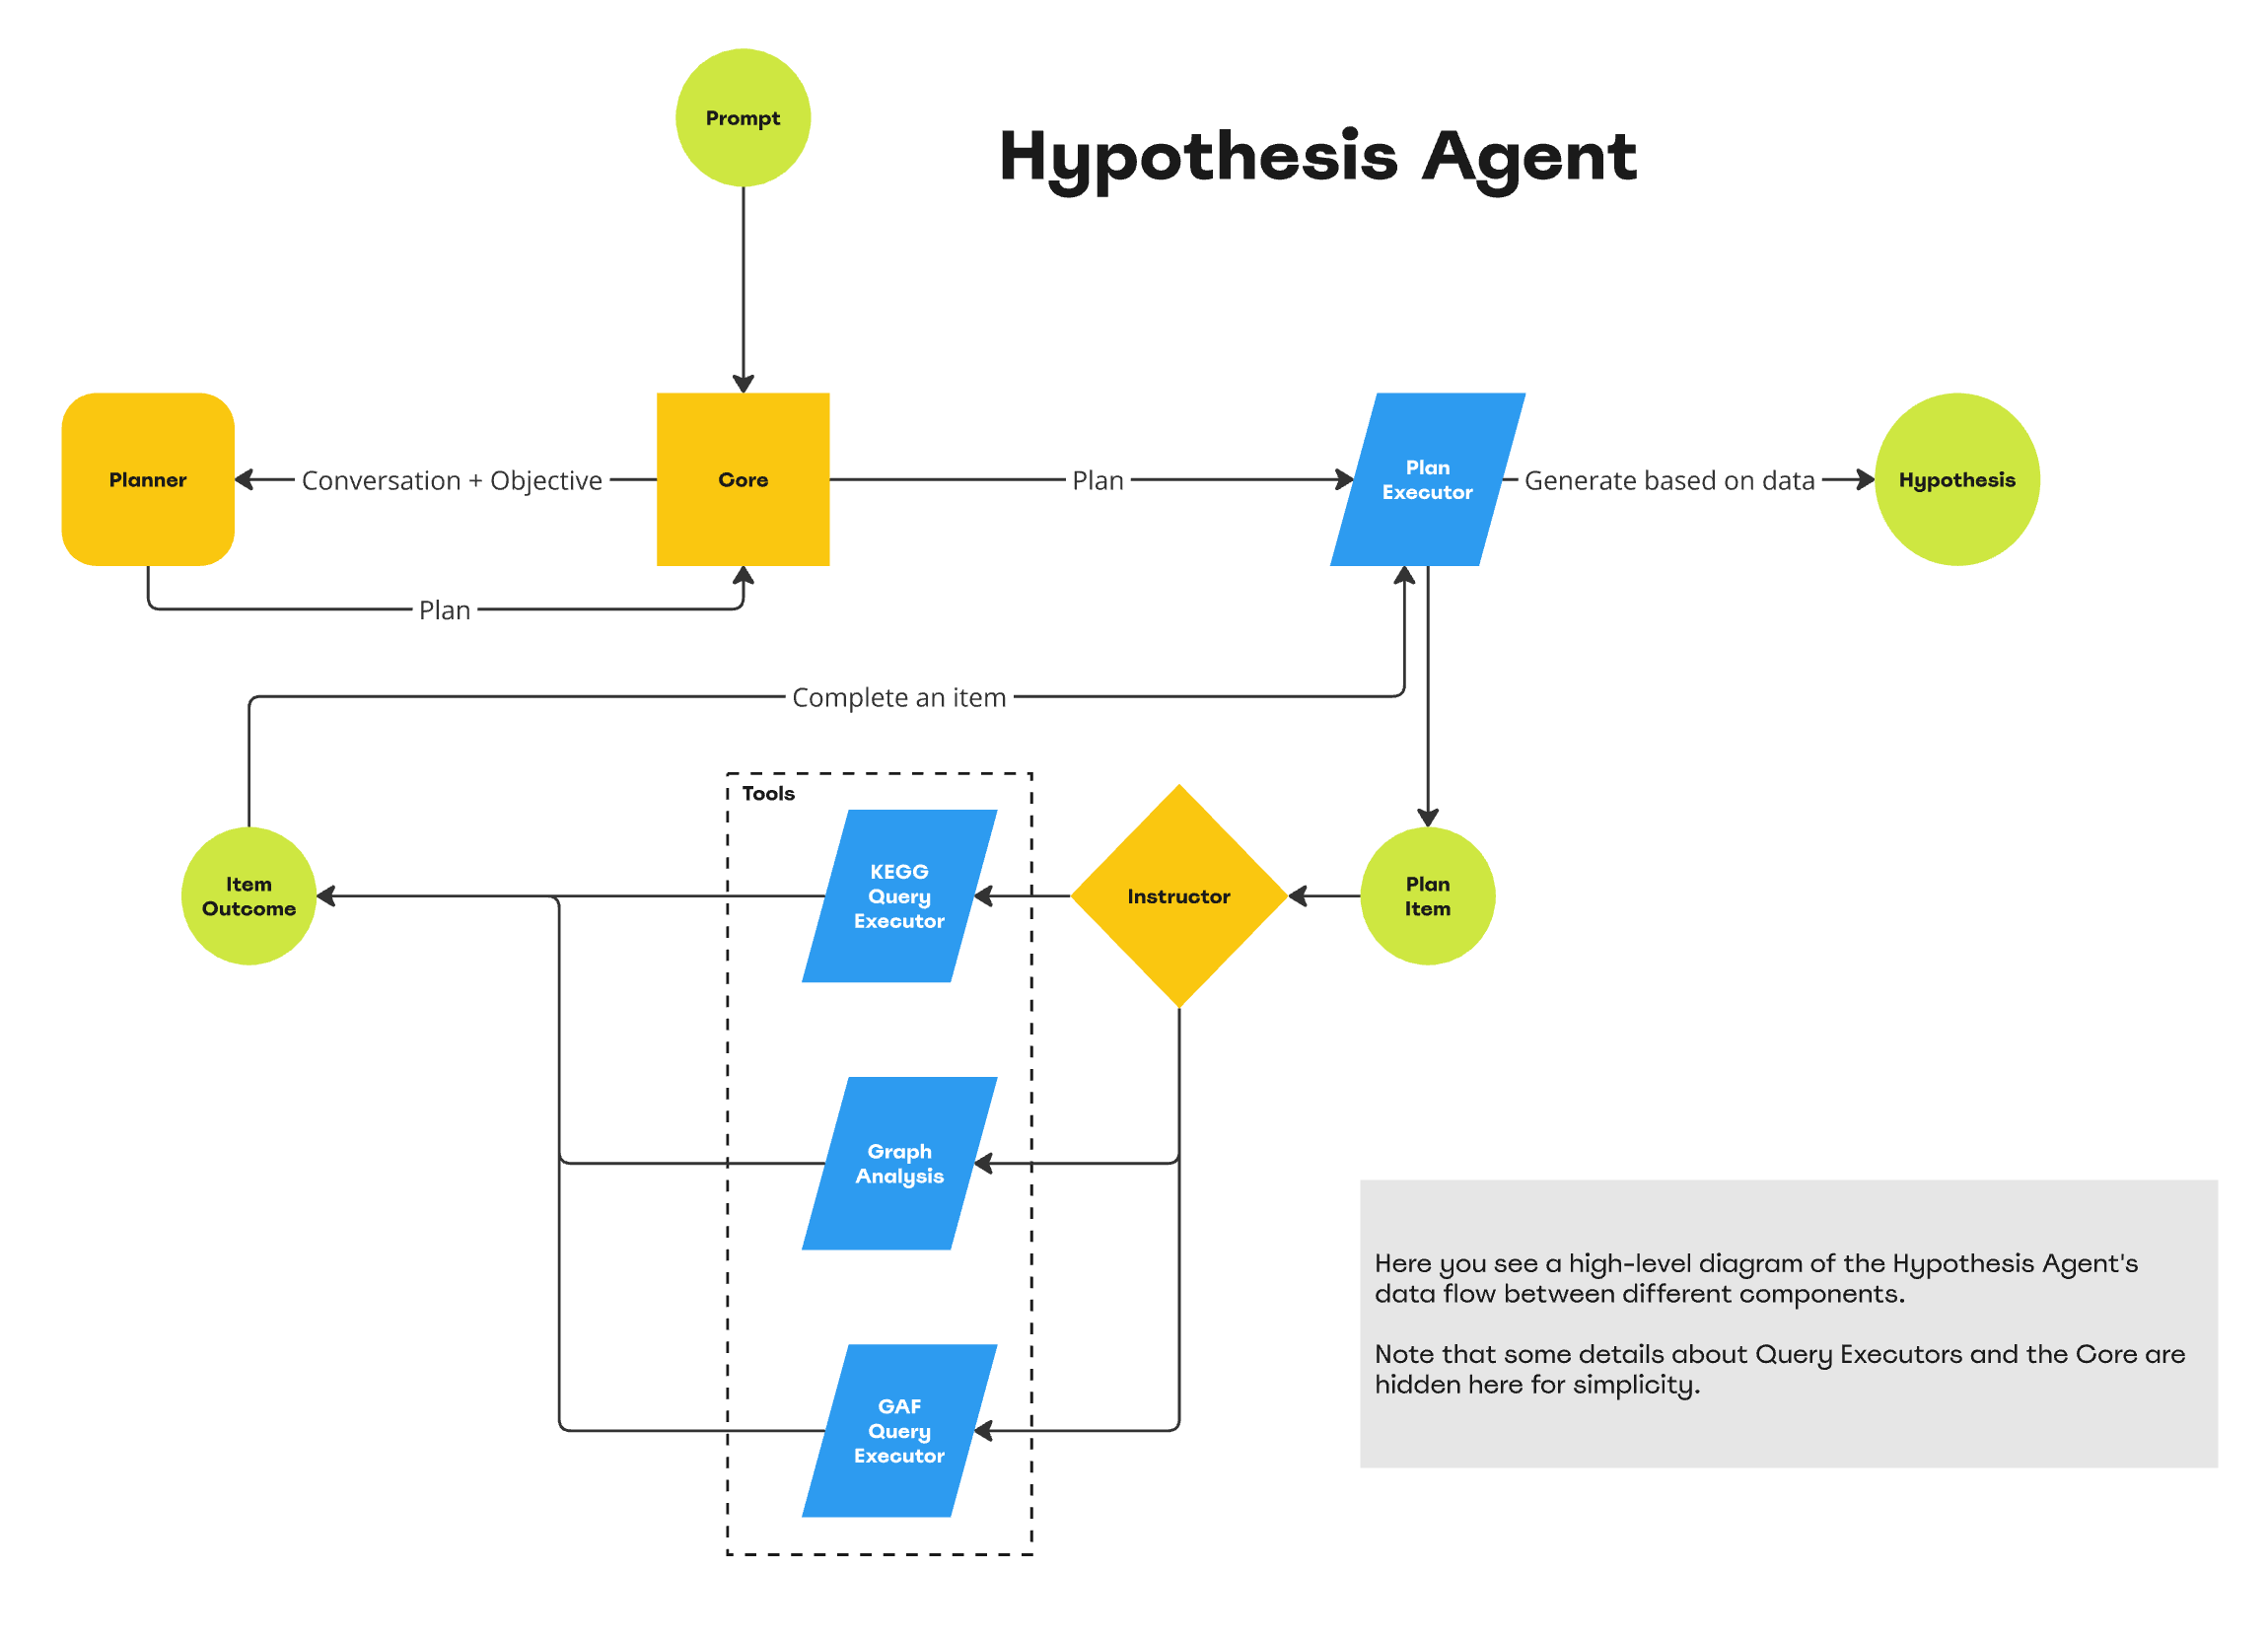 Prompt
Hypothesis Agent
Planner
Conversation + Objective
Core
Plan
Plan
Executor
Generate based on data
Hypothesis
Plan
Complete an item
Tools
Item
Outcome
KEGG
Query
Executor
Instructor
Plan
Item
Graph
Analysis
GAF
Query
Executor
Here you see a high-level diagram of the Hypothesis Agent's
data flow between different components.
Note that some details about Query Executors and the Core are
hidden here for simplicity.